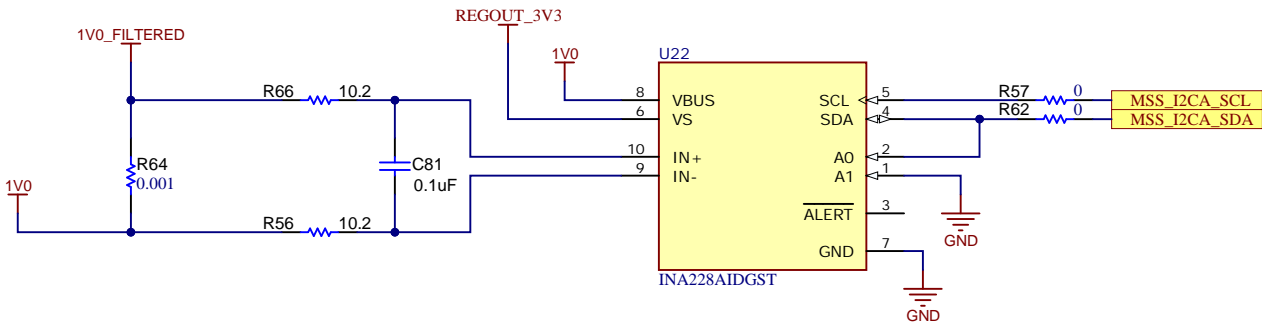 REGOUT_3V3
1V0_FILTERED
1V0
U22
R66 10.2
8 VBUS SCL 5 R57 0 MSS_I2CA_SCL
6 VS SDA 4 R62 0 MSS_I2CA_SDA
10 IN+ A0 2
R64 C81
9 IN- A1 1
0.001 0.1uF
1V0
ALERT 3
R56 10.2
GND
GND 7
INA228AIDGST
GND